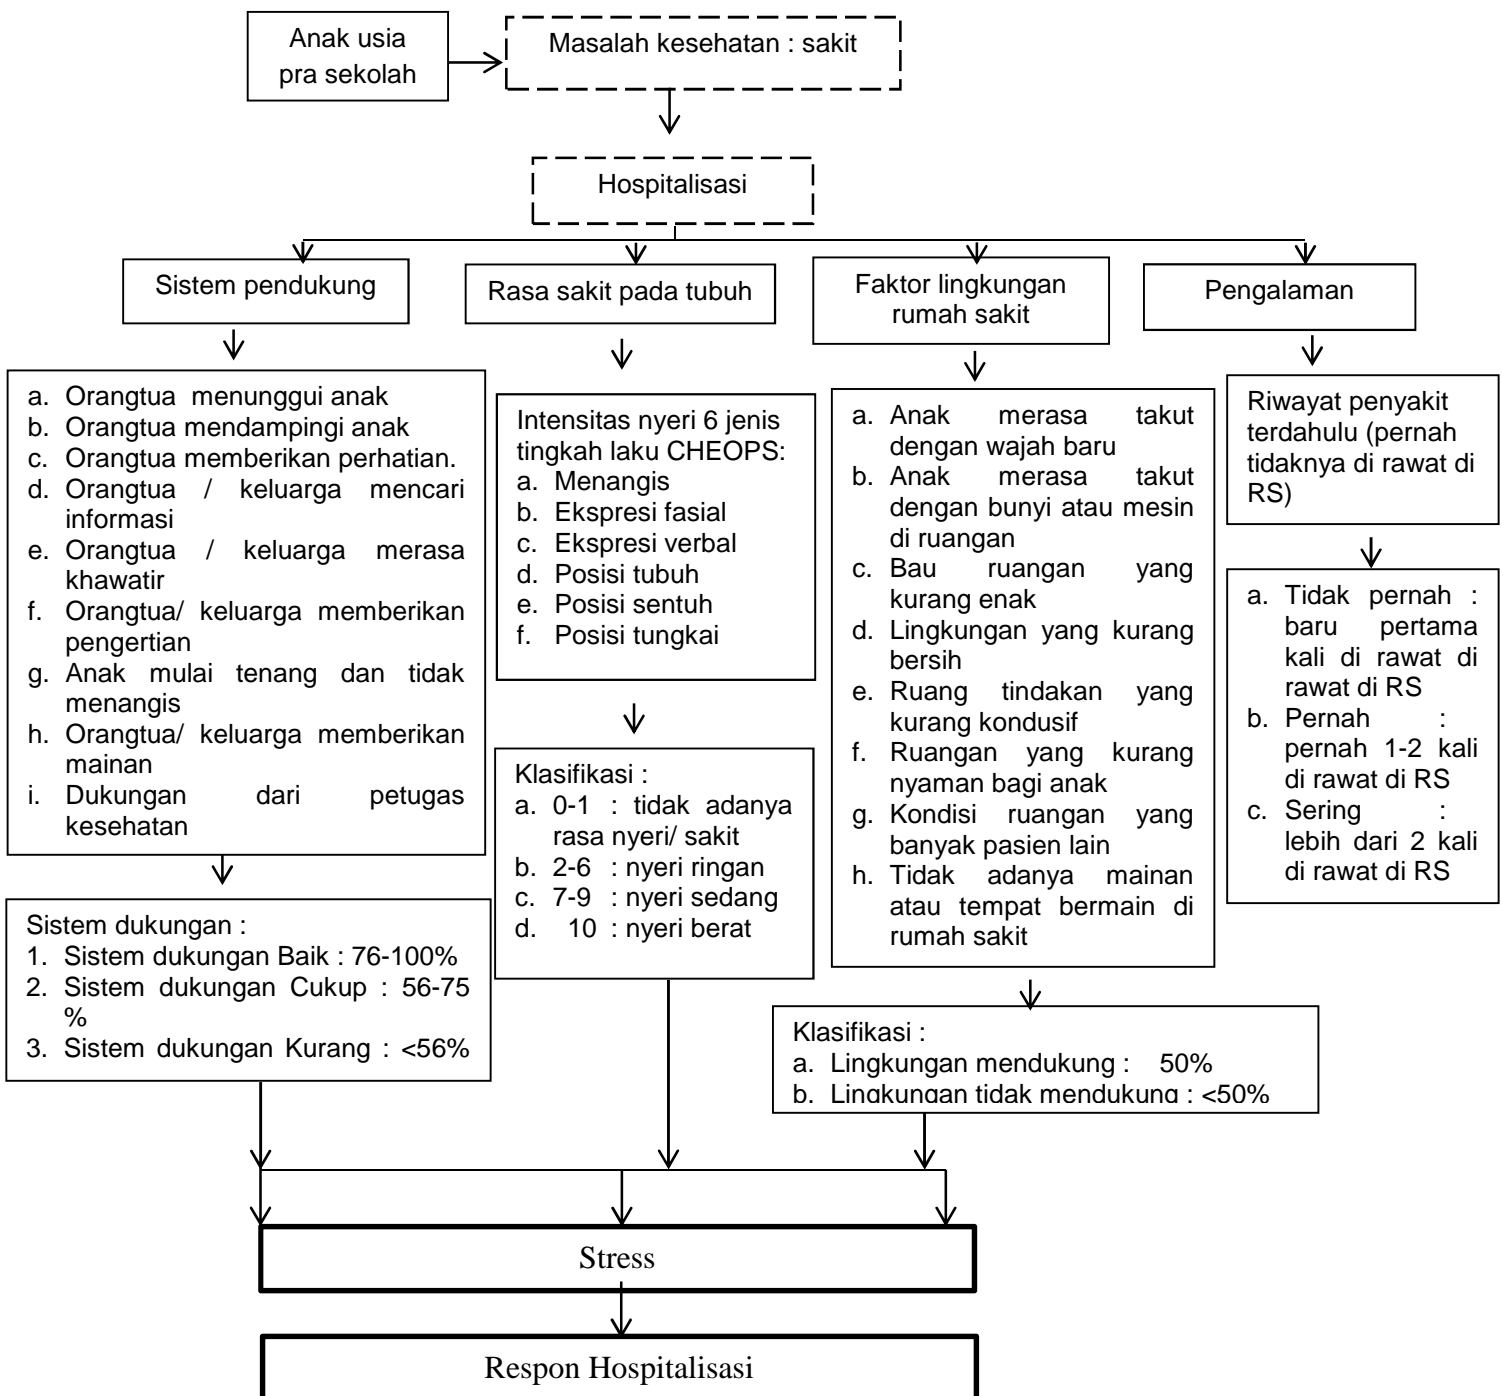 Anak usia
pra sekolah
Masalah kesehatan : sakit
Hospitalisasi
Sistem pendukung
Rasa sakit pada tubuh
Faktor lingkungan
rumah sakit
Pengalaman
a. Orangtua menunggui anak
b. Orangtua mendampingi anak
c. Orangtua memberikan perhatian.
d. Orangtua / keluarga mencari
informasi
e. Orangtua / keluarga merasa
khawatir
f. Orangtua/ keluarga memberikan
pengertian
g. Anak mulai tenang dan tidak
menangis
h. Orangtua/ keluarga memberikan
mainan
i. Dukungan dari petugas
kesehatan
Intensitas nyeri 6 jenis
tingkah laku CHEOPS:
a. Menangis
b. Ekspresi fasial
c. Ekspresi verbal
d. Posisi tubuh
e. Posisi sentuh
f. Posisi tungkai
a. Anak merasa takut
dengan wajah baru
b. Anak merasa takut
dengan bunyi atau mesin
di ruangan
c. Bau ruangan yang
kurang enak
d. Lingkungan yang kurang
bersih
e. Ruang tindakan yang
kurang kondusif
f. Ruangan yang kurang
nyaman bagi anak
g. Kondisi ruangan yang
banyak pasien lain
h. Tidak adanya mainan
atau tempat bermain di
rumah sakit
Riwayat penyakit
terdahulu (pernah
tidaknya di rawat di
RS)
a. Tidak pernah :
baru pertama
kali di rawat di
rawat di RS
b. Pernah :
pernah 1-2 kali
di rawat di RS
c. Sering :
lebih dari 2 kali
di rawat di RS
Sistem dukungan :
1. Sistem dukungan Baik : 76-100%
2. Sistem dukungan Cukup : 56-75
%
3. Sistem dukungan Kurang : <56%
Klasifikasi :
a. 0-1 : tidak adanya
rasa nyeri/ sakit
b. 2-6 : nyeri ringan
c. 7-9 : nyeri sedang
d. 10 : nyeri berat
Klasifikasi :
a. Lingkungan mendukung : 50%
b. Lingkungan tidak mendukung : <50%
Stress
Respon Hospitalisasi